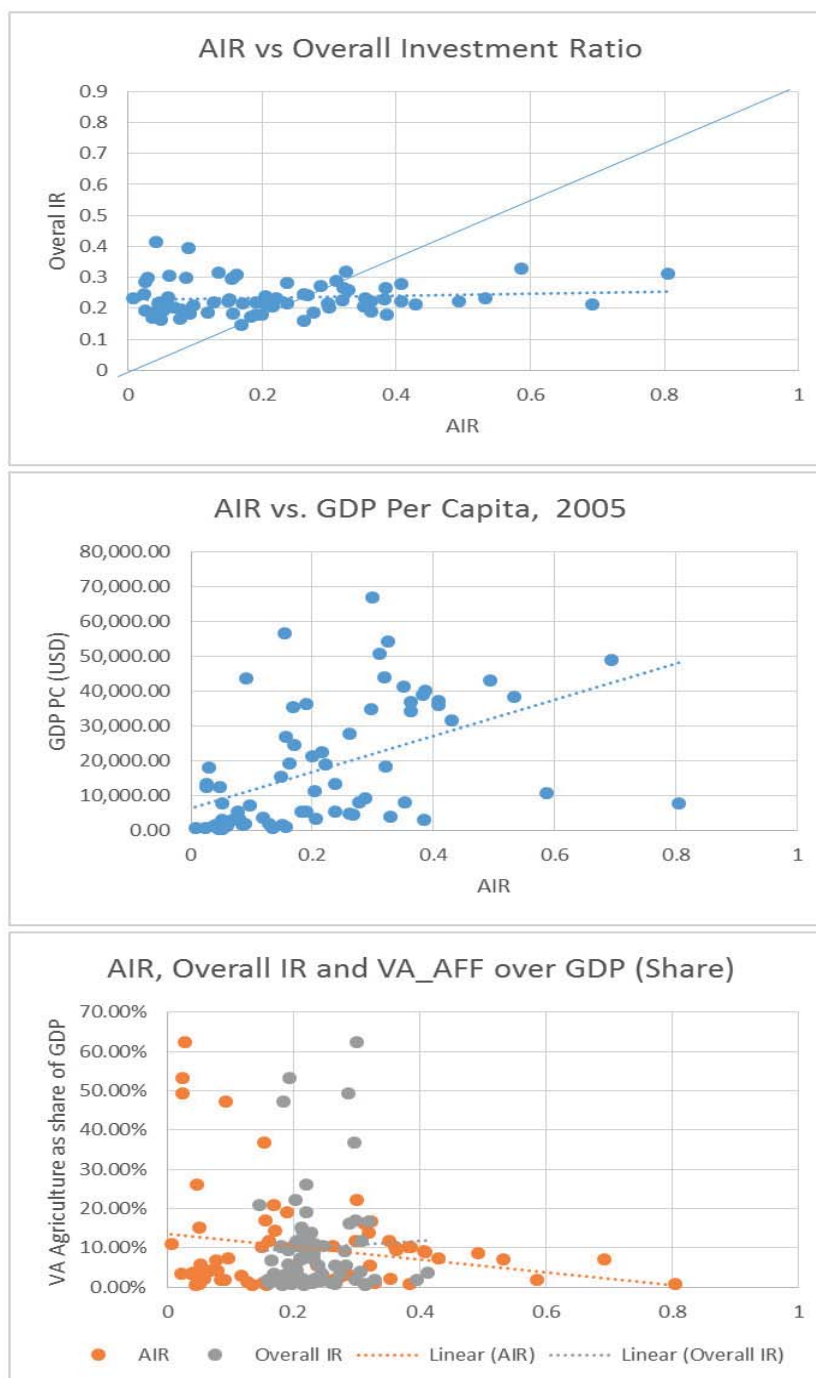 AIR vs Overall Investment Ratio
Overal IR
0.9
0.8
0.7
0.6
0.5
0.4
0.3
0.2
0.1
0
0 0.2 0.4 0.6 0.8 1
AIR
AIR vs. GDP Per Capita, 2005
GDP PC (USD)
80,000.00
70,000.00
60,000.00
50,000.00
40,000.00
30,000.00
20,000.00
10,000.00
0.00
0 0.2 0.4 0.6 0.8 1
AIR
AIR, Overall IR and VA_AFF over GDP (Share)
VA Agriculture as share of GDP
70.00%
60.00%
50.00%
40.00%
30.00%
20.00%
10.00%
0.00%
0 0.2 0.4 0.6 0.8 1
AIR Overall IR Linear (AIR) Linear (Overall IR)